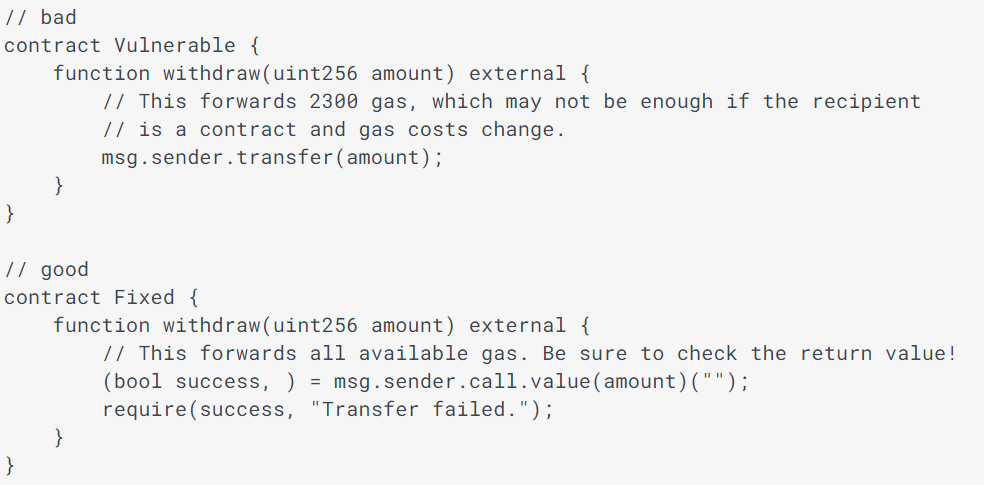 // bad
contract Vulnerable {
    function withdraw(uint256 amount) external {
        // This forwards 2300 gas, which may not be enough if the recipient
        // is a contract and gas costs change.
        msg.sender.transfer(amount);
    }
}

// good
contract Fixed {
    function withdraw(uint256 amount) external {
        // This forwards all available gas. Be sure to check the return value!
        (bool success, ) = msg.sender.call.value(amount)("");
        require(success, "Transfer failed.");
    }
}